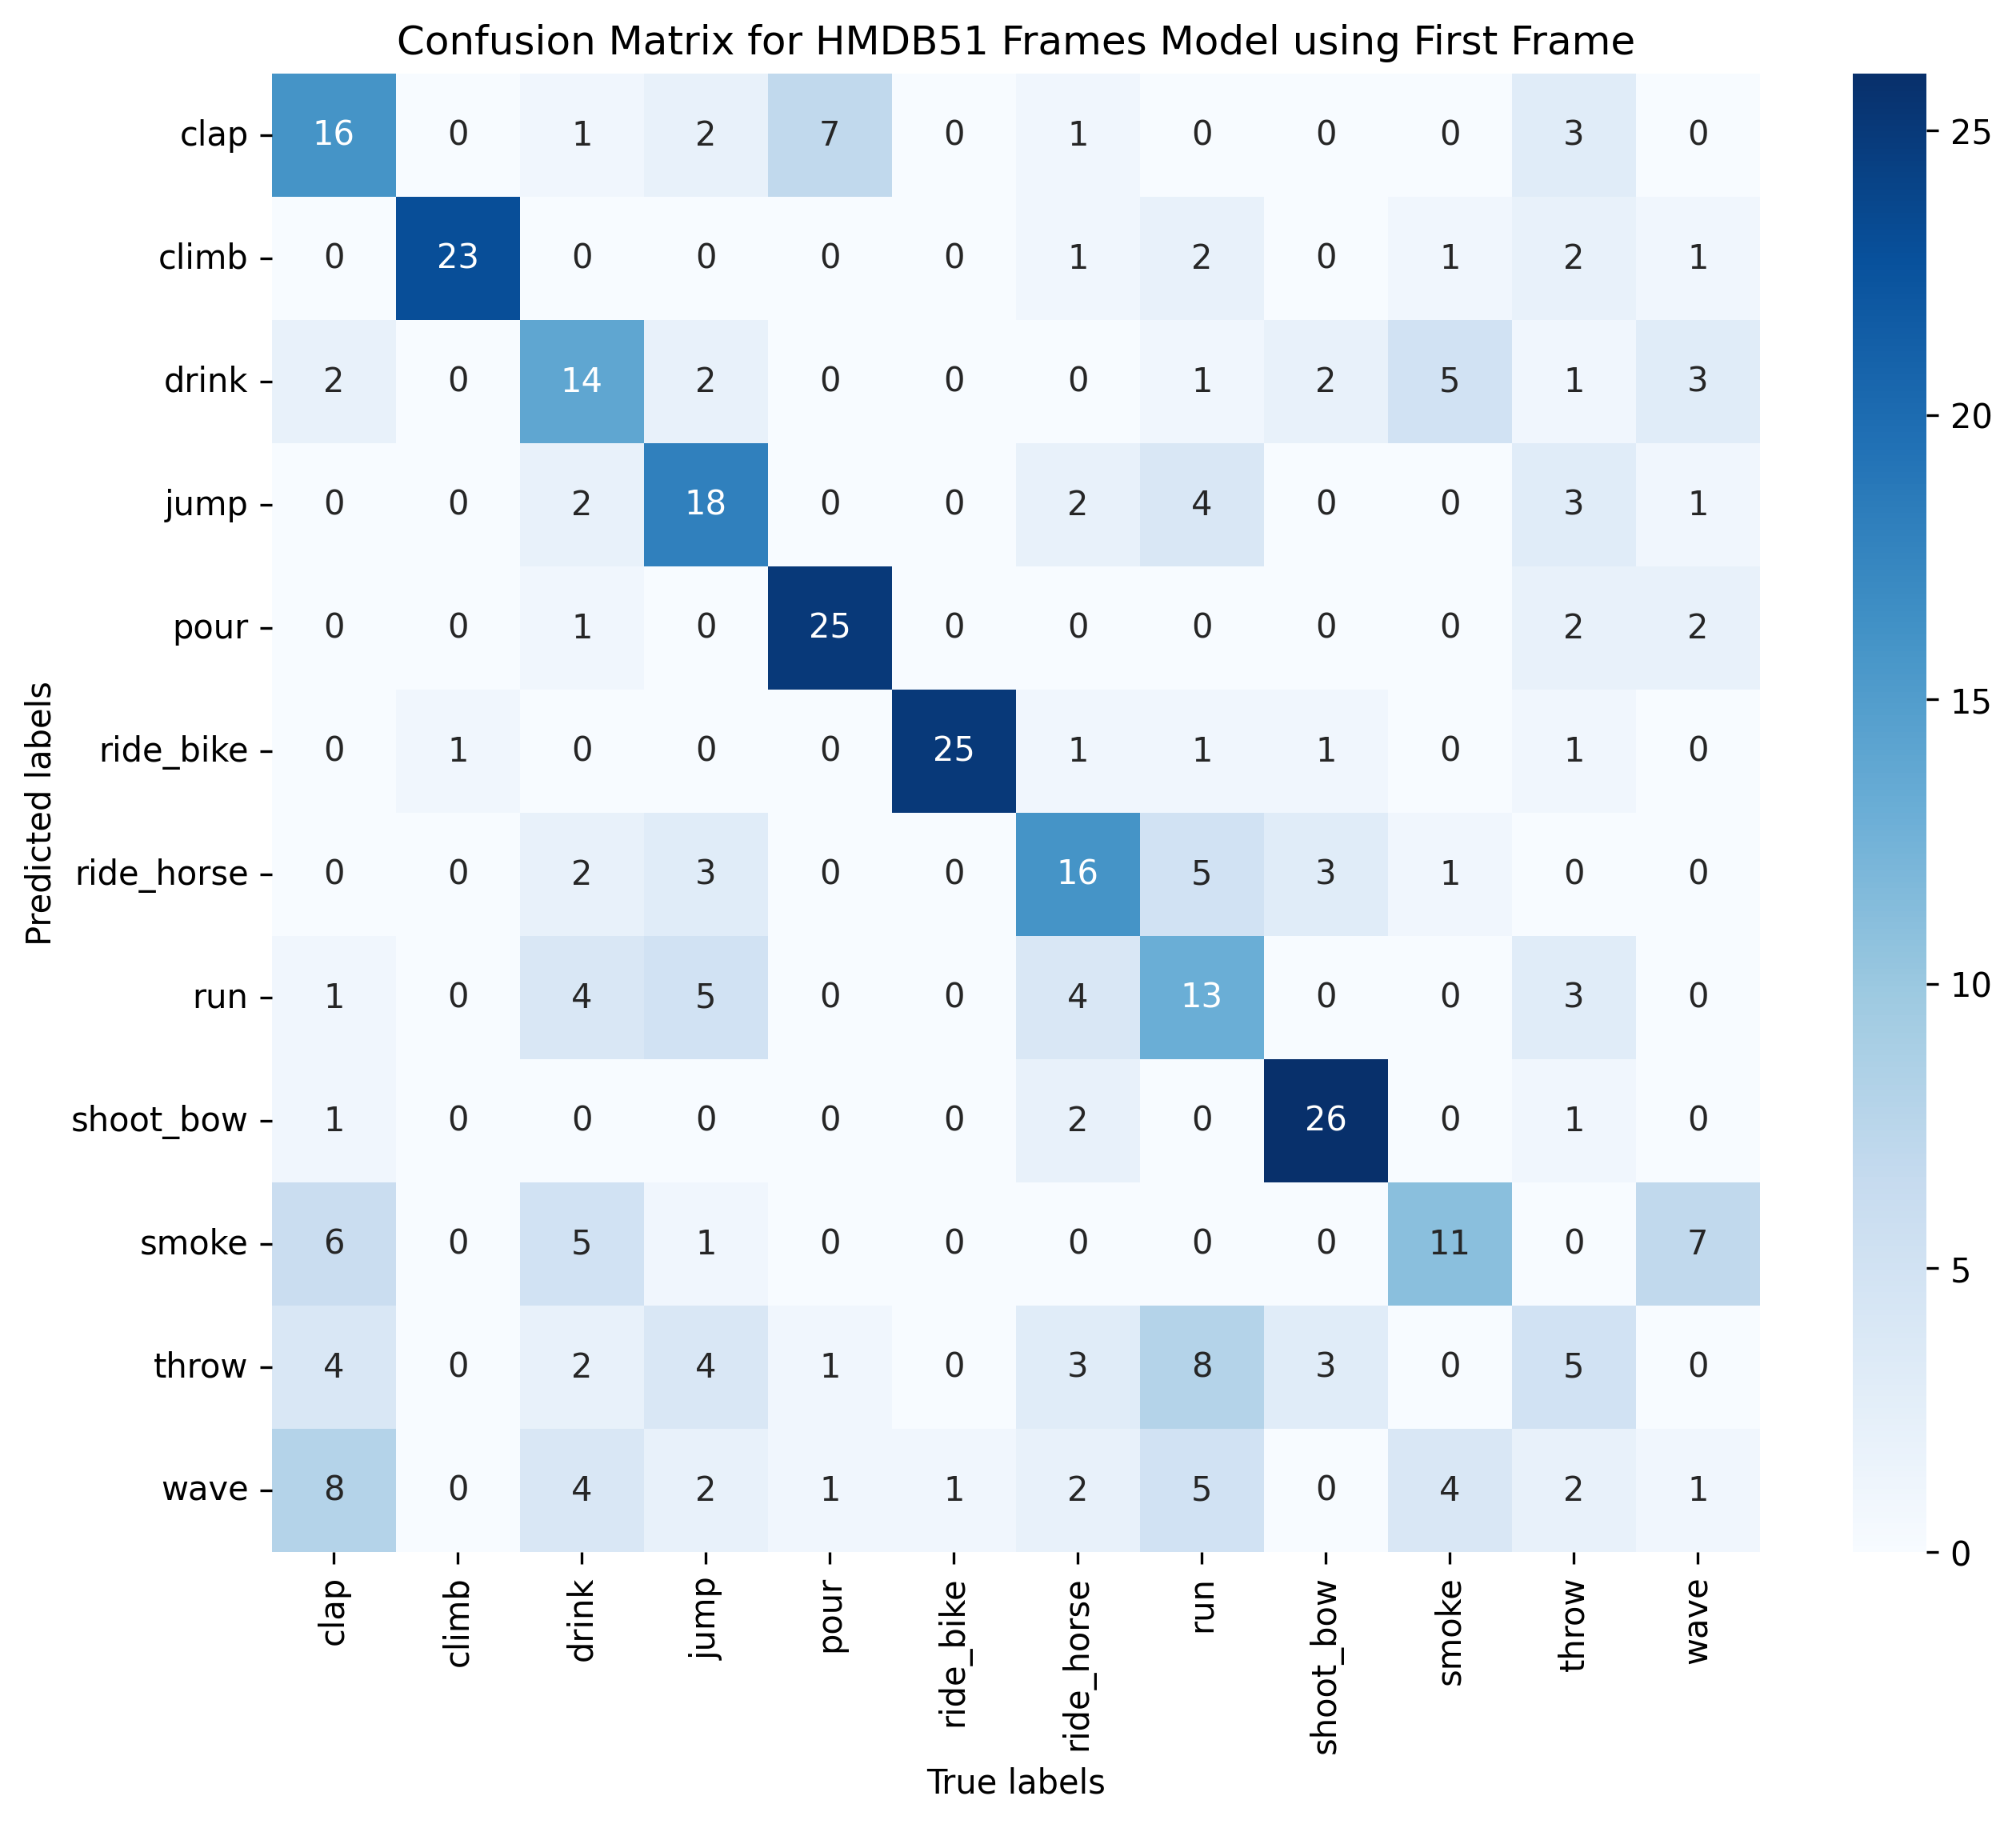 Confusion Matrix for HMDB51 Frames Model using First Frame
clap 16 0 1 2 7 0 1 0 0 0 3 0
climb 0 23 0 0 0 0 1 2 0 1 2 1
drink 2 0 14 2 0 0 0 1 2 5 1 3
jump 0 0 2 18 0 0 2 4 0 0 3 1
pour 0 0 1 0 25 0 0 0 0 0 2 2
ride_bike 0 1 0 0 0 25 1 1 1 0 1 0
ride_horse 0 0 2 3 0 0 16 5 3 1 0 0
run 1 0 4 5 0 0 4 13 0 0 3 0
shoot_bow 1 0 0 0 0 0 2 0 26 0 1 0
smoke 6 0 5 1 0 0 0 0 0 11 0 7
throw 4 0 2 4 1 0 3 8 3 0 5 0
wave 8 0 4 2 1 1 2 5 0 4 2 1
clap climb drink jump pour ride_bike ride_horse run shoot_bow smoke throw wave
True labels
Predicted labels
25
20
15
10
5
0